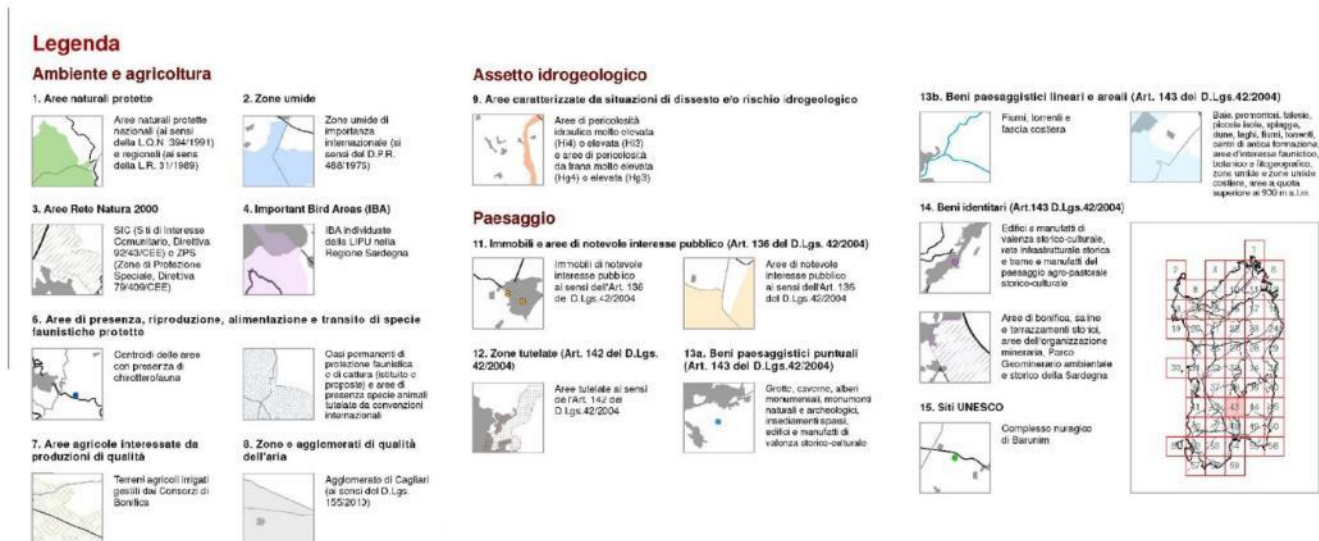 Legenda
Ambiente e agricoltura
1. Aree naturali protette
Aree naturali protette
nazionali (ai sensi
della L.Q.N. 394/1991)
e regionali (ai sensi
della L.R. 31/1989)
2. Zone umide
Zone umide di
importanza
internazionale (ai
sensi del D.P.R.
488/1976)
3. Aree Rete Natura 2000
SIC (Siti di Interesse
Comunitario, Direttiva
92/43/CEE) e ZPS
(Zone di Protezione
Speciale, Direttiva
79/409/CEE)
4. Important Bird Areas (IBA)
IBA individuate
dalla LIPU nella
Regione Sardegna
6. Aree di presenza, riproduzione, alimentazione e transito di specie
faunistiche protette
Centroidi delle aree
con presenza di
chirotterofauna
Oasi permanenti di
protezione faunistica
e di cattura (istituite e
proposte) e aree di
presenza specie animali
tutelate da convenzioni
internazionali
7. Aree agricole interessate da
produzioni di qualità
Terreni agricoli irrigati
gestiti dai Consorzi di
Bonifica
8. Zone e agglomerati di qualità
dell'aria
Agglomerato di Cagliari
(ai sensi del D.Lgs.
155/2010)
Assetto idrogeologico
9. Aree caratterizzate da situazioni di dissesto e/o rischio idrogeologico
Aree di pericolosità
idraulica molto elevata
(Hi4) o elevata (Hi3)
e aree di pericolosità
da frana molto elevata
(Hg4) o elevata (Hg3)
Paesaggio
11. Immobili e aree di notevole interesse pubblico (Art. 136 del D.Lgs. 42/2004)
Immobili di notevole
interesse pubblico
ai sensi dell'Art. 136
del D.Lgs.42/2004
Aree di notevole
interesse pubblico
ai sensi dell'Art. 136
del D.Lgs.42/2004
12. Zone tutelate (Art. 142 del D.Lgs.
42/2004)
Aree tutelate ai sensi
de l'Art. 142 del
D.Lgs.42/2004
13a. Beni paesaggistici puntuali
(Art. 143 del D.Lgs.42/2004)
Grotte, caverne, alberi
monumentali, monumenti
naturali e archeologici,
insediamenti sparsi,
edifici e manufatti di
valenza storico-culturale
13b. Beni paesaggistici lineari e areali (Art. 143 del D.Lgs.42/2004)
Fiumi, torrenti e
fascia costiera
Baie, promontori, falesie,
piccole isole, spiagge,
dune, laghi, fiumi, torrenti,
centri di antica formazione,
aree d'interesse faunistico,
botanico e fitogeografico,
zone umide e zone umide
costiere, aree a quota
superiore ai 900 m s.l.m.
14. Beni identitari (Art.143 D.Lgs.42/2004)
Edifici e manufatti di
valenza storico-culturale,
rete infrastrutturale storica
e trame e manufatti del
paesaggio agro-pastorale
storico-culturale
Aree di bonifica, saline
e terrazzamenti storici,
aree dell'organizzazione
mineraria, Parco
Geominerario ambientale
e storico della Sardegna
15. Siti UNESCO
Complesso nuragico
di Barunim